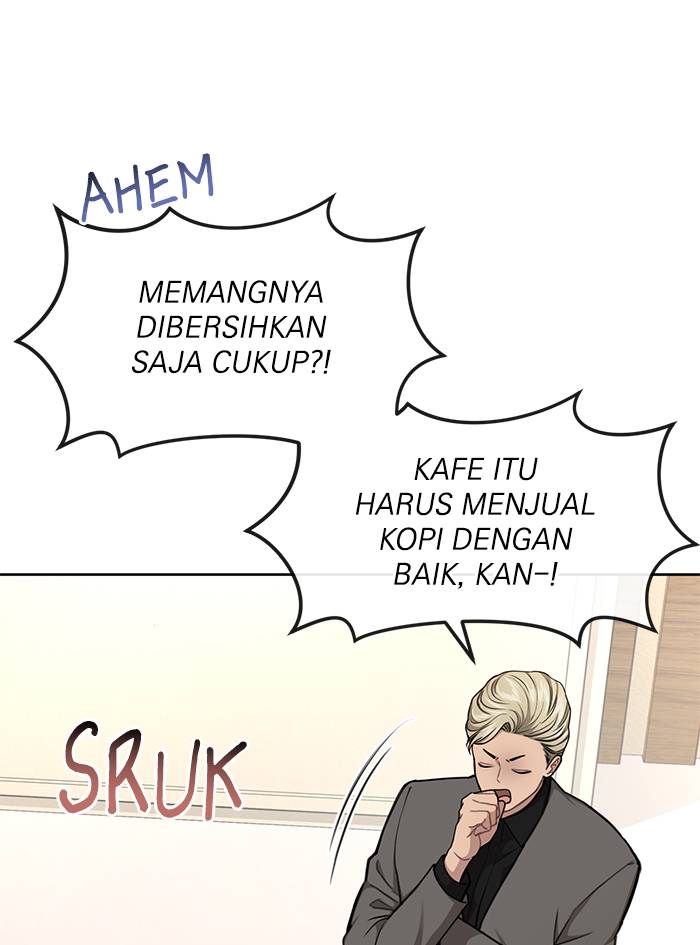 AHEM
MEMANGNYA
DIBERSIHKAN
SAJA CUKUP?!
KAFE ITU
HARUS MENJUAL
KOPI DENGAN
BAIK, KAN–!
SRUK